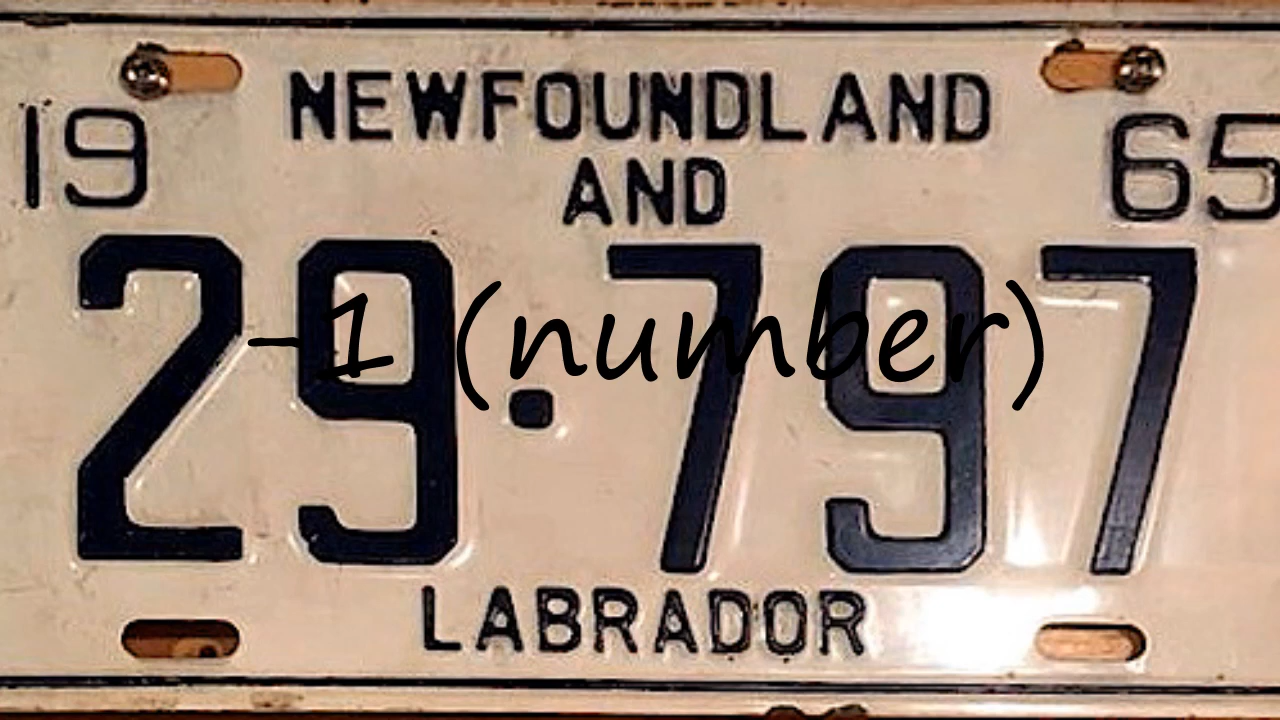 NEWFOUNDLAND
19 65
AND
29·797
−1 (number)
LABRADOR